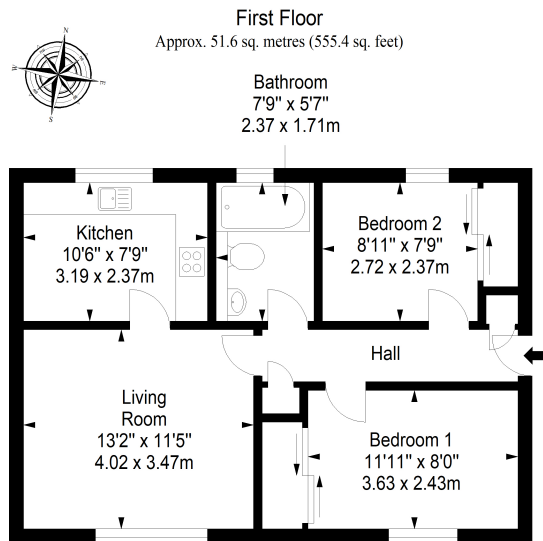 First Floor
Approx. 51.6 sq. metres (555.4 sq. feet)
N
W
E
S
Bathroom
7'9" x 5'7"
2.37 x 1.71m
Kitchen
10'6" x 7'9"
3.19 x 2.37m
Bedroom 2
8'11" x 7'9"
2.72 x 2.37m
Hall
Living
Room
13'2" x 11'5"
4.02 x 3.47m
Bedroom 1
11'11" x 8'0"
3.63 x 2.43m